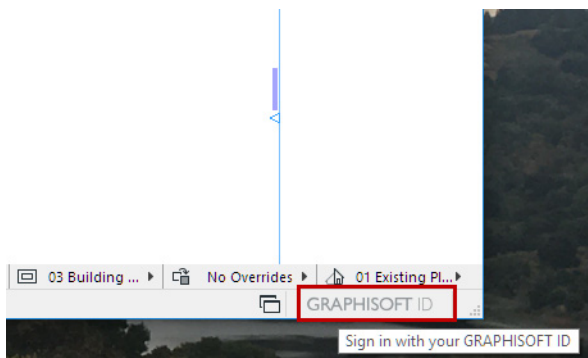 03 Building ... No Overrides 01 Existing Pl...
GRAPHISOFT ID
Sign in with your GRAPHISOFT ID